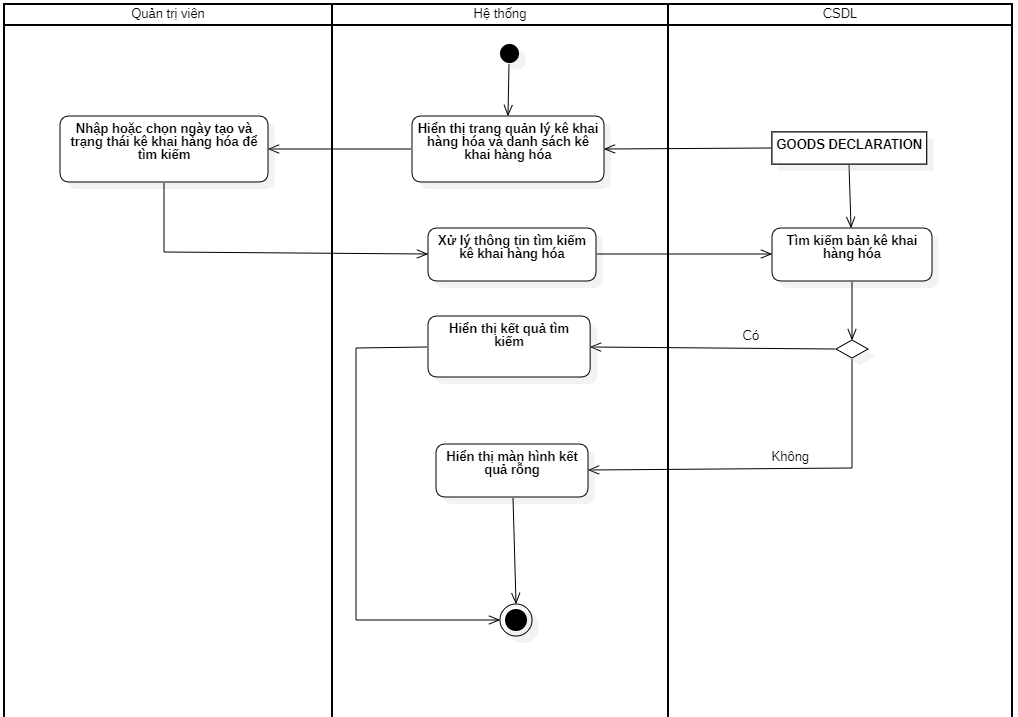 Quản trị viên
Hệ thống
CSDL
Nhập hoặc chọn ngày tạo và
trạng thái kê khai hàng hóa để
tìm kiếm
Hiển thị trang quản lý kê khai
hàng hóa và danh sách kê
khai hàng hóa
GOODS DECLARATION
Xử lý thông tin tìm kiếm
kê khai hàng hóa
Tìm kiếm bản kê khai
hàng hóa
Hiển thị kết quả tìm
kiếm
Có
Hiển thị màn hình kết
quả rỗng
Không